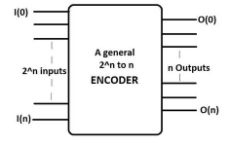 I(0)
O(0)
A general
2^n to n
ENCODER
2^n inputs
n Outputs
I(n)
O(n)